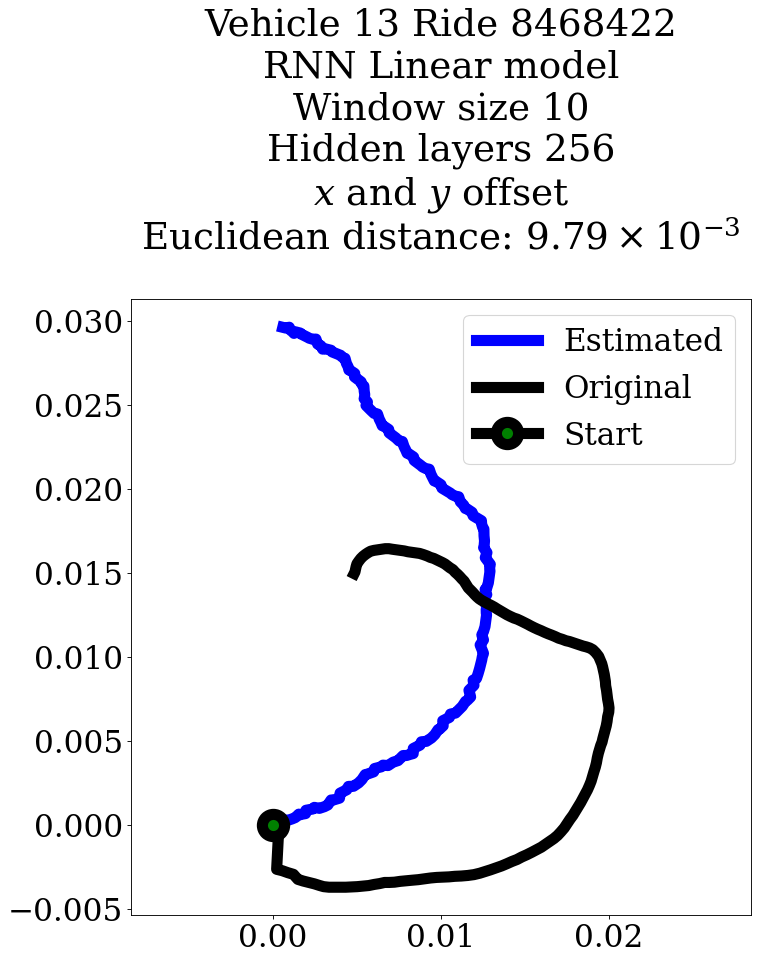 Vehicle 13 Ride 8468422
RNN Linear model
Window size 10
Hidden layers 256
x and y offset
Euclidean distance: 9.79 × 10⁻³
Estimated
Original
Start
0.030
0.025
0.020
0.015
0.010
0.005
0.000
−0.005
0.00 0.01 0.02